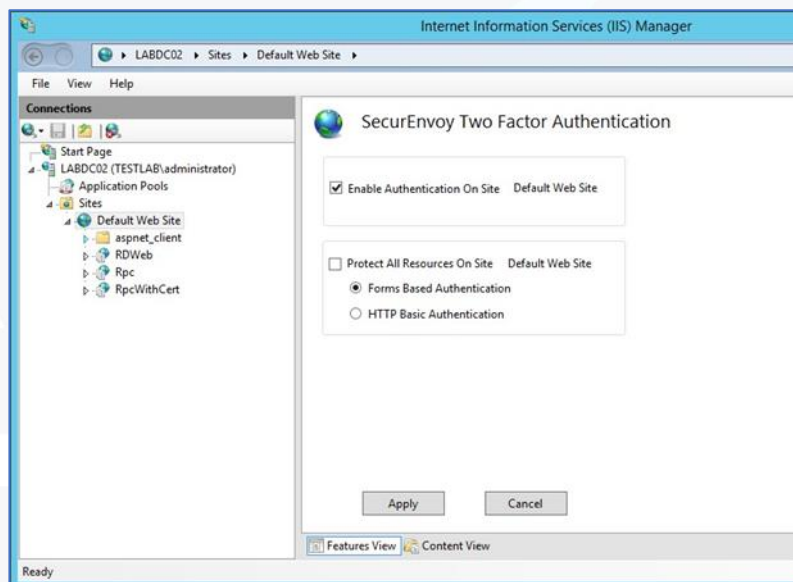 Internet Information Services (IIS) Manager
LABDC02 Sites Default Web Site
File View Help
Connections
Start Page
LABDC02 (TESTLAB\administrator)
Application Pools
Sites
Default Web Site
aspnet_client
RDWeb
Rpc
RpcWithCert
SecurEnvoy Two Factor Authentication
Enable Authentication On Site Default Web Site
Protect All Resources On Site Default Web Site
Forms Based Authentication
HTTP Basic Authentication
Apply Cancel
Features View Content View
Ready